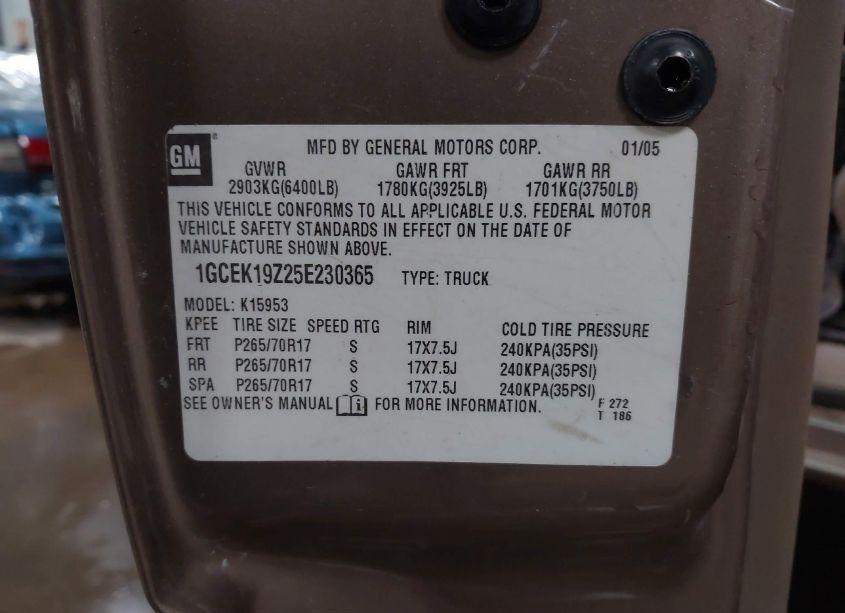 GM MFD BY GENERAL MOTORS CORP. 01/05
GVWR GAWR FRT GAWR RR
2903KG(6400LB) 1780KG(3925LB) 1701KG(3750LB)
THIS VEHICLE CONFORMS TO ALL APPLICABLE U.S. FEDERAL MOTOR
VEHICLE SAFETY STANDARDS IN EFFECT ON THE DATE OF
MANUFACTURE SHOWN ABOVE.
1GCEK19Z25E230365 TYPE: TRUCK
MODEL: K15953
KPEE TIRE SIZE SPEED RTG RIM COLD TIRE PRESSURE
FRT P265/70R17 S 17X7.5J 240KPA(35PSI)
RR P265/70R17 S 17X7.5J 240KPA(35PSI)
SPA P265/70R17 S 17X7.5J 240KPA(35PSI)
SEE OWNER'S MANUAL i FOR MORE INFORMATION. F 272
T 186